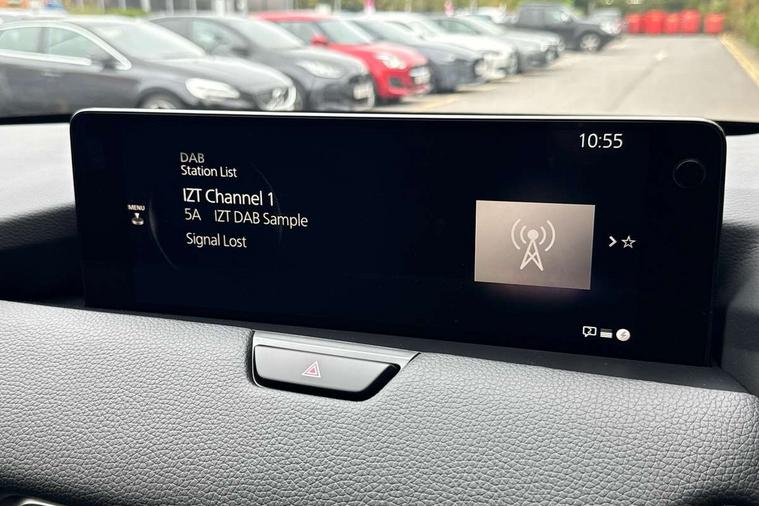 10:55
DAB
Station List
IZT Channel 1
MENU
5A IZT DAB Sample
Signal Lost